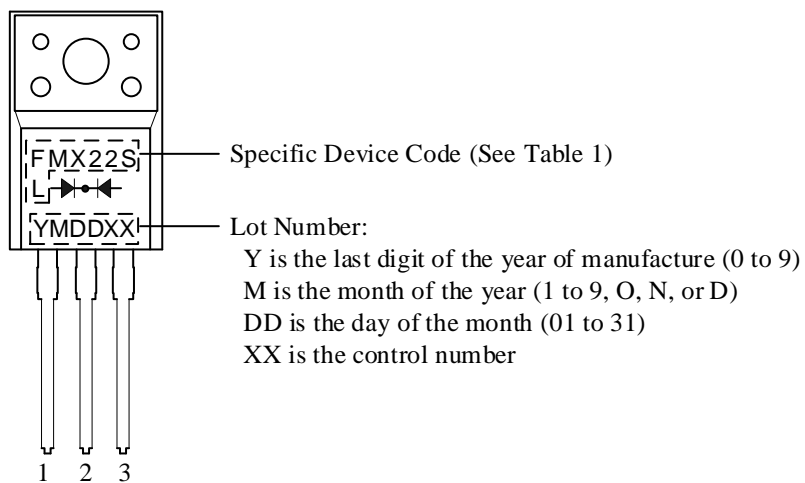 FMX22S
L
Specific Device Code (See Table 1)
YMDDXX
Lot Number:
Y is the last digit of the year of manufacture (0 to 9)
M is the month of the year (1 to 9, O, N, or D)
DD is the day of the month (01 to 31)
XX is the control number
1 2 3